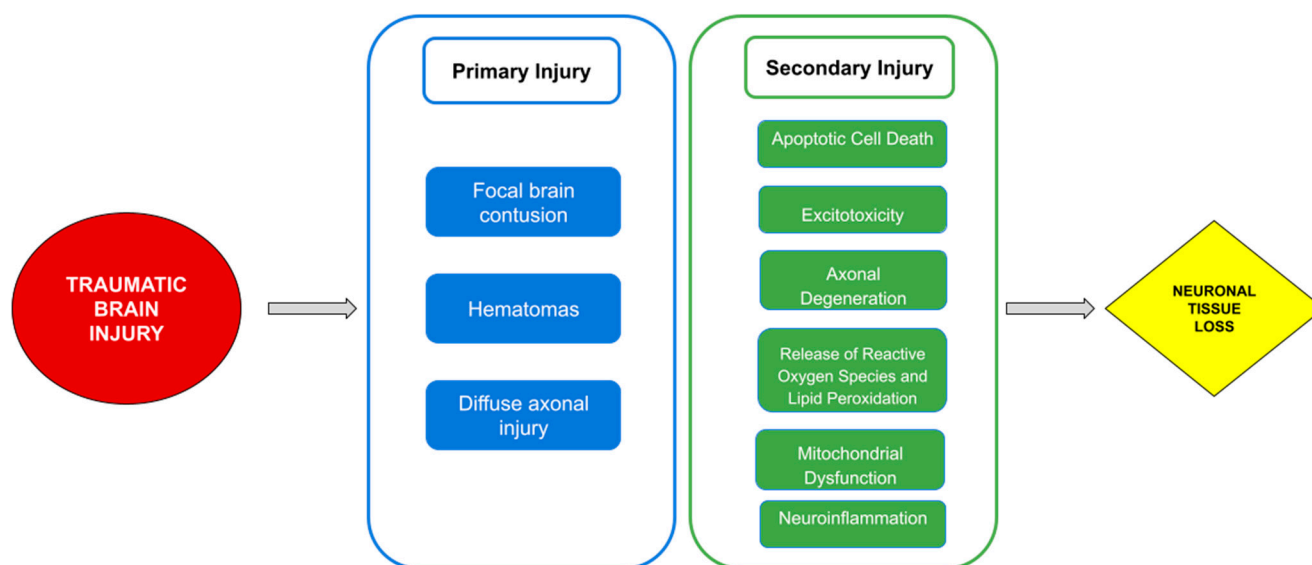 TRAUMATIC
BRAIN
INJURY
Primary Injury
Focal brain
contusion
Hematomas
Diffuse axonal
injury
Secondary Injury
Apoptotic Cell Death
Excitotoxicity
Axonal
Degeneration
Release of Reactive
Oxygen Species and
Lipid Peroxidation
Mitochondrial
Dysfunction
Neuroinflammation
NEURONAL
TISSUE
LOSS